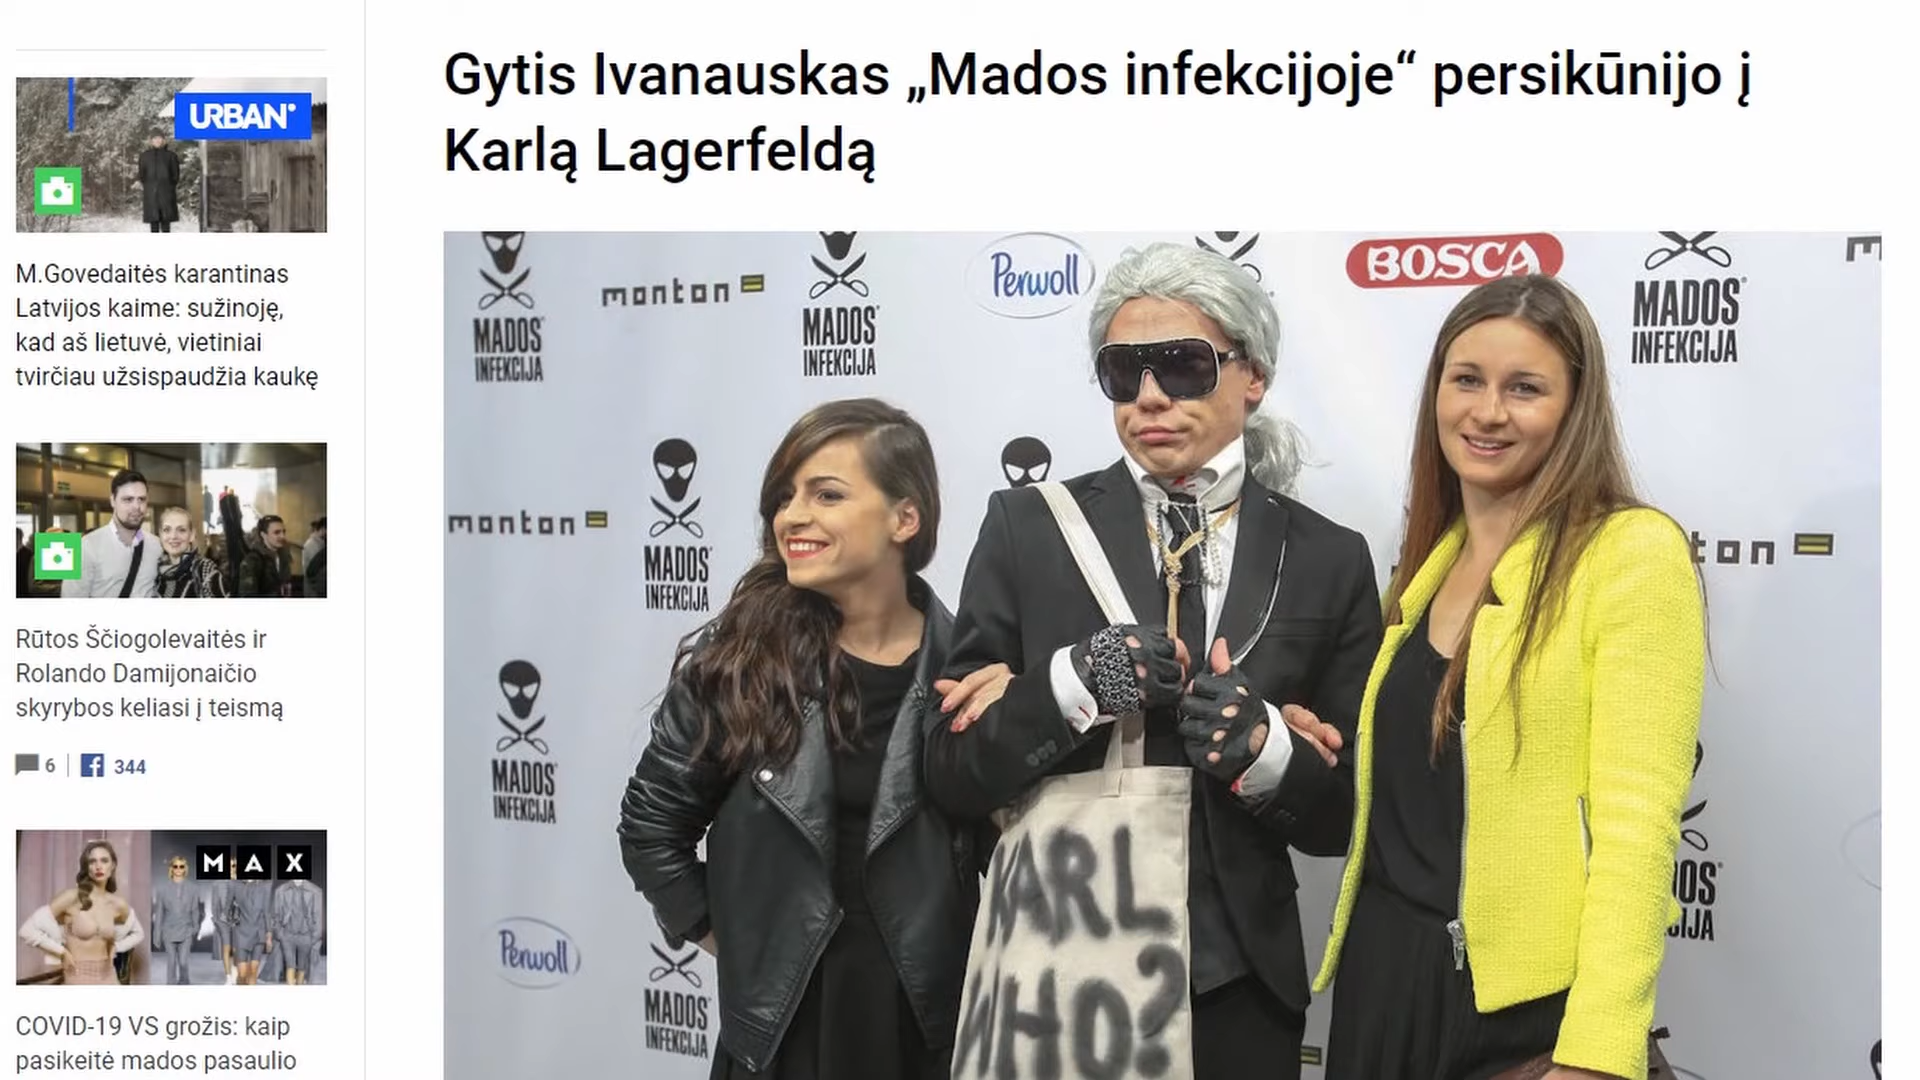 Gytis Ivanauskas „Mados infekcijoje“ persikūnijo į
Karlą Lagerfeldą
URBAN
M.Govedaitės karantinas
Latvijos kaime: sužinoję,
kad aš lietuvė, vietiniai
tvirčiau užsispaudžia kaukę
Rūtos Ščiogolevaitės ir
Rolando Damijonaičio
skyrybos keliasi į teismą
6 344
MAX
COVID-19 VS grožis: kaip
pasikeitė mados pasaulio
monton
Perwoll
BOSCA
MADOS
INFEKCIJA
MADOS
INFEKCIJA
MADOS
INFEKCIJA
monton
MADOS
INFEKCIJA
MADOS
INFEKCIJA
Perwoll
MADOS
INFEKCIJA
KARL
WHO?